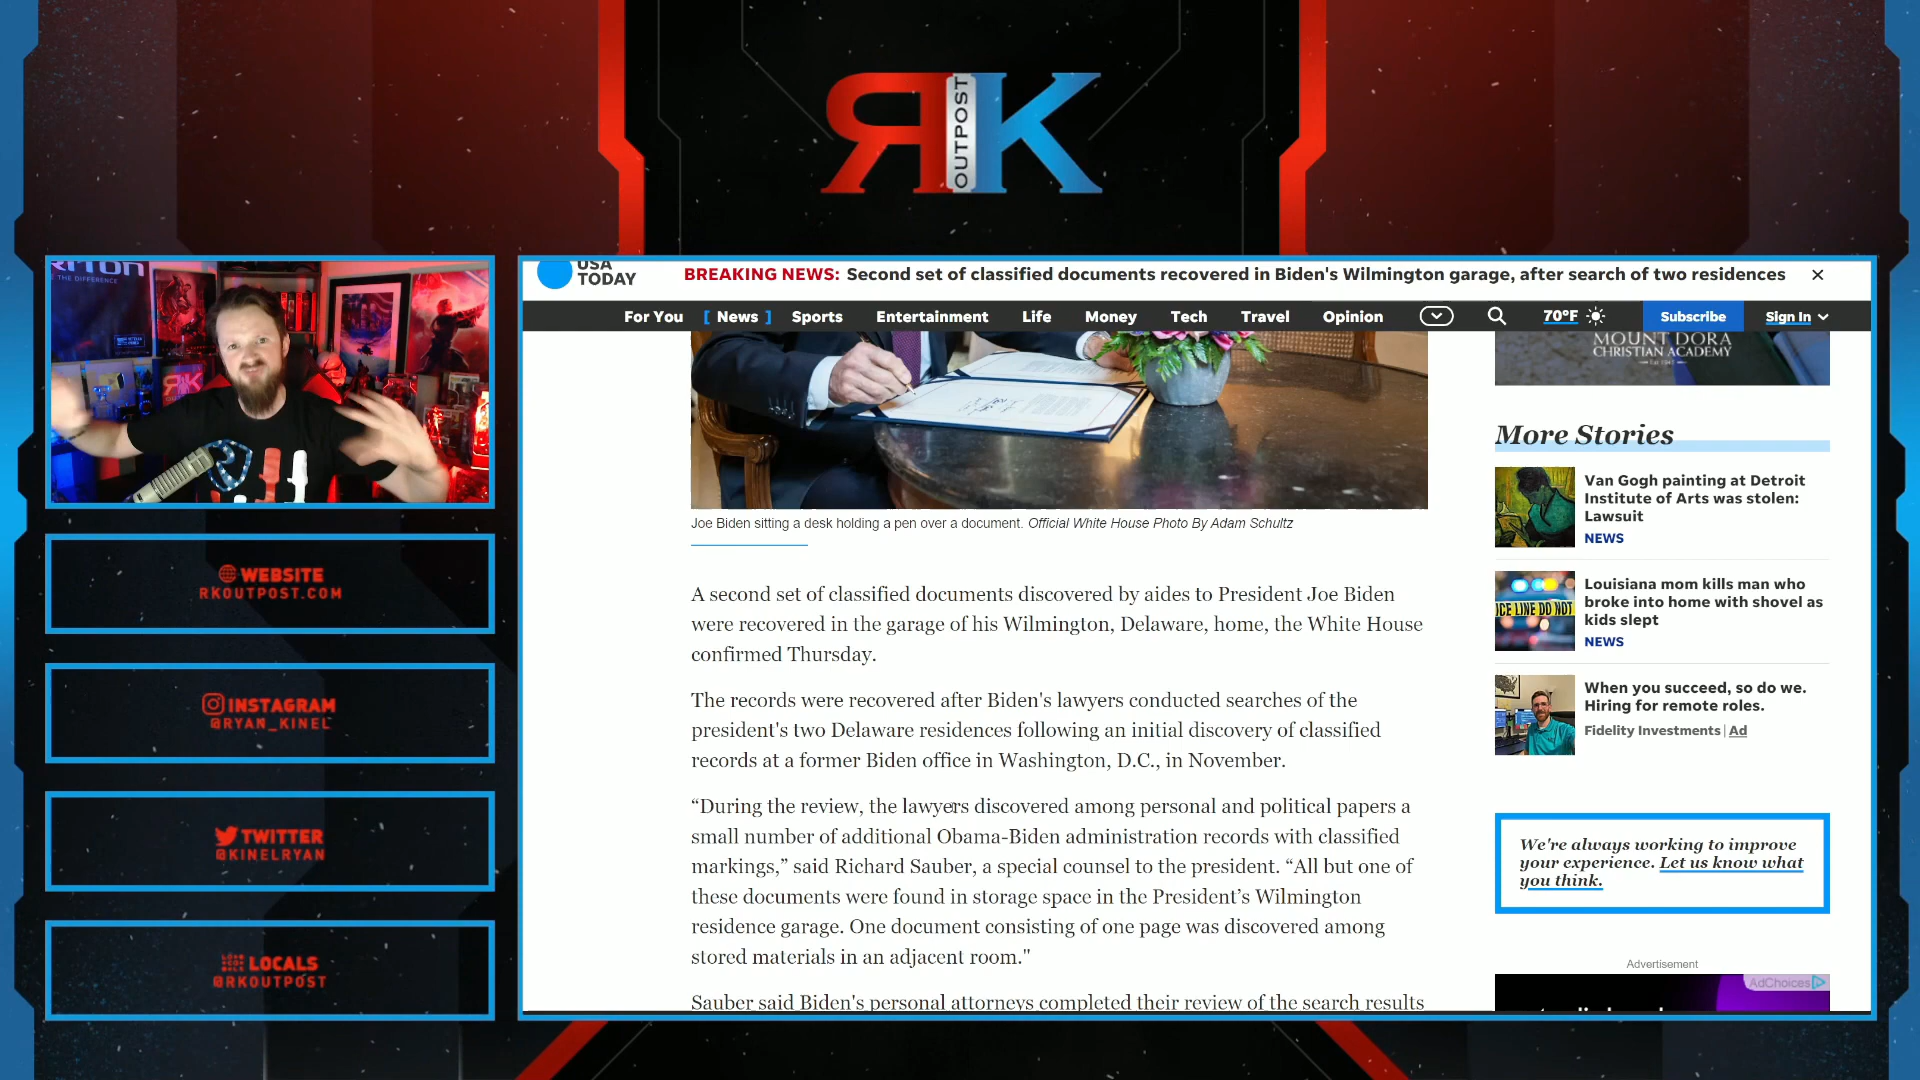 RK
OUTPOST
TRITON
THE DIFFERENCE
WEBSITE
RKOUTPOST.COM
INSTAGRAM
@RYAN_KINEL
TWITTER
@KINELRYAN
LOCALS
@RKOUTPOST
USA
TODAY
BREAKING NEWS: Second set of classified documents recovered in Biden's Wilmington garage, after search of two residences
For You [ News ] Sports Entertainment Life Money Tech Travel Opinion 70°F Subscribe Sign In
Joe Biden sitting a desk holding a pen over a document. Official White House Photo By Adam Schultz
A second set of classified documents discovered by aides to President Joe Biden
were recovered in the garage of his Wilmington, Delaware, home, the White House
confirmed Thursday.
The records were recovered after Biden's lawyers conducted searches of the
president's two Delaware residences following an initial discovery of classified
records at a former Biden office in Washington, D.C., in November.
“During the review, the lawyers discovered among personal and political papers a
small number of additional Obama-Biden administration records with classified
markings,” said Richard Sauber, a special counsel to the president. “All but one of
these documents were found in storage space in the President’s Wilmington
residence garage. One document consisting of one page was discovered among
stored materials in an adjacent room."
Sauber said Biden's personal attorneys completed their review of the search results
MOUNT DORA
CHRISTIAN ACADEMY
More Stories
Van Gogh painting at Detroit
Institute of Arts was stolen:
Lawsuit
NEWS
ICE LINE DO NOT
Louisiana mom kills man who
broke into home with shovel as
kids slept
NEWS
When you succeed, so do we.
Hiring for remote roles.
Fidelity Investments | Ad
We're always working to improve
your experience. Let us know what
you think.
Advertisement
AdChoices